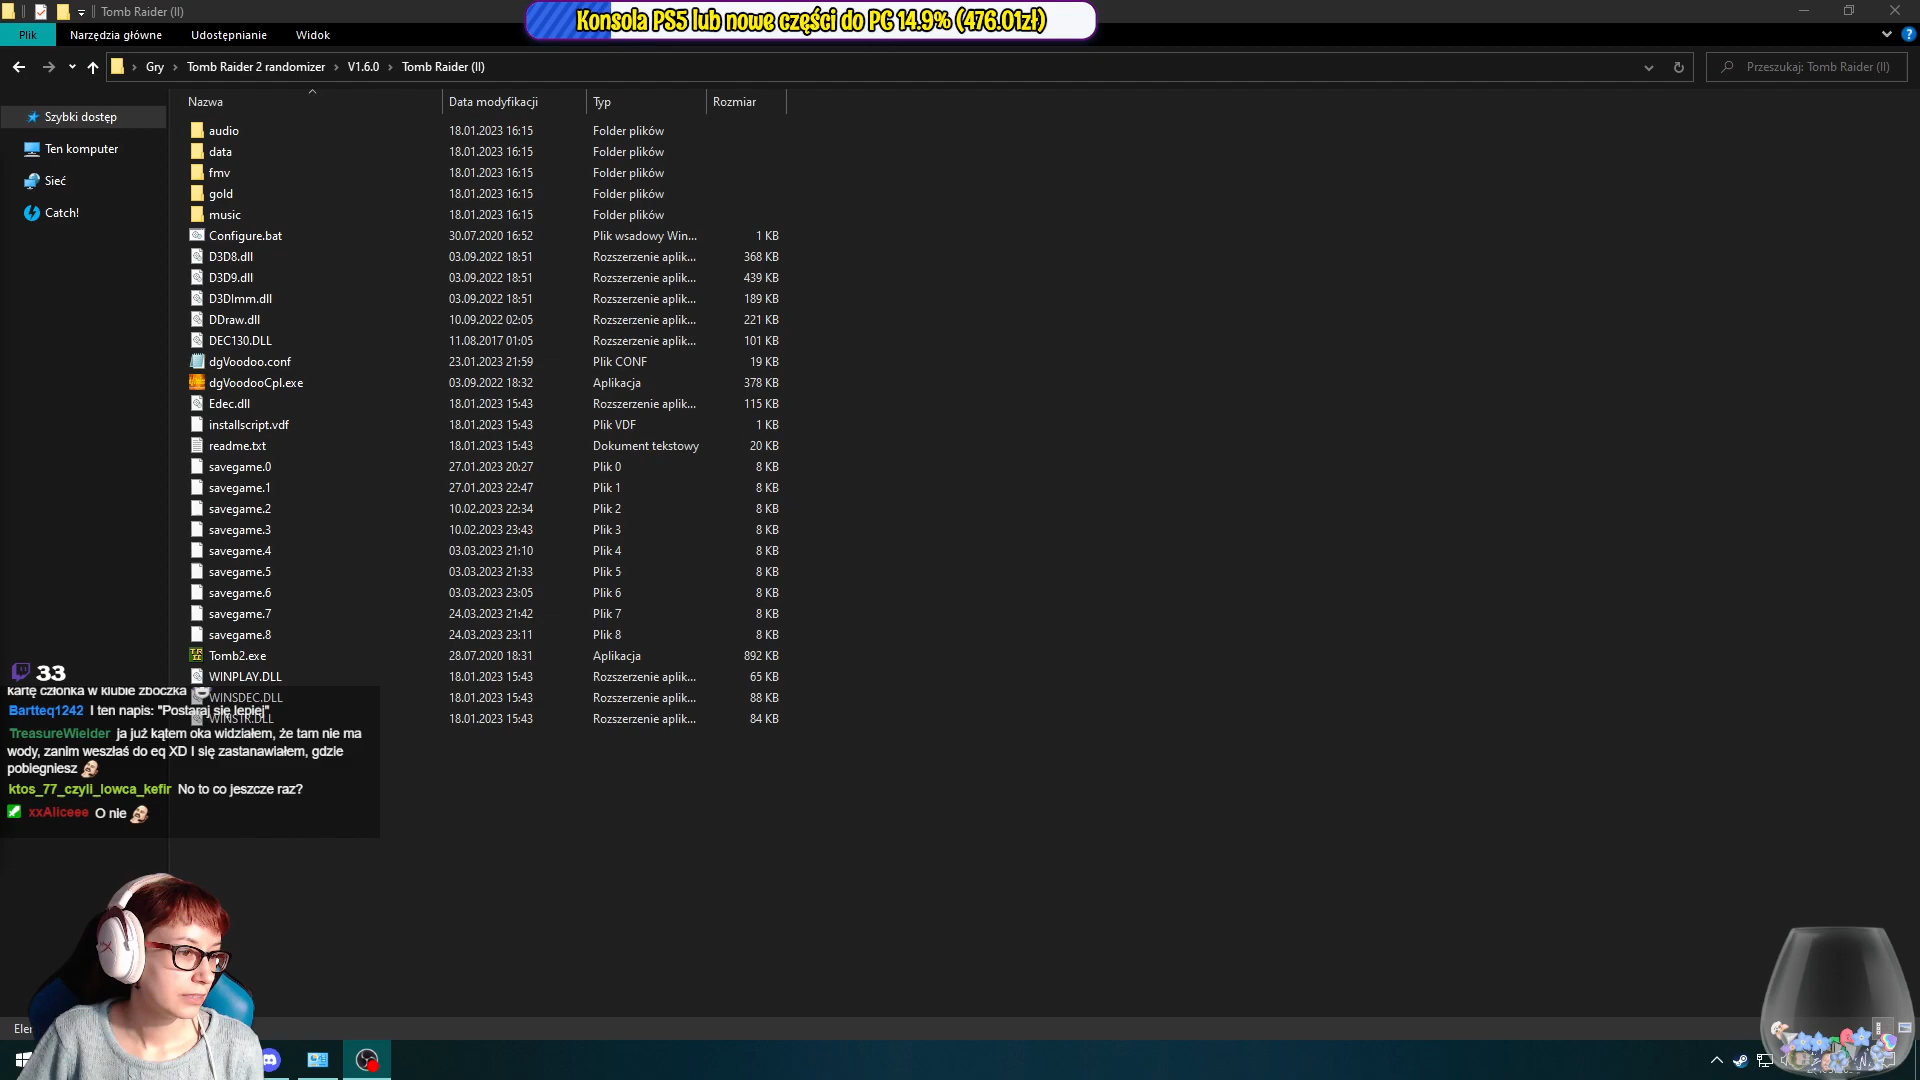 Tomb Raider (II)
Konsola PS5 lub nowe części do PC 14.9% (476.01zł)
Plik
Narzędzia główne
Udostępnianie
Widok
Gry
Tomb Raider 2 randomizer
V1.6.0
Tomb Raider (II)
Przeszukaj: Tomb Raider (II)
Szybki dostęp
Ten komputer
Sieć
Catch!
Nazwa Data modyfikacji Typ Rozmiar
audio 18.01.2023 16:15 Folder plików
data 18.01.2023 16:15 Folder plików
fmv 18.01.2023 16:15 Folder plików
gold 18.01.2023 16:15 Folder plików
music 18.01.2023 16:15 Folder plików
Configure.bat 30.07.2020 16:52 Plik wsadowy Win... 1 KB
D3D8.dll 03.09.2022 18:51 Rozszerzenie aplik... 368 KB
D3D9.dll 03.09.2022 18:51 Rozszerzenie aplik... 439 KB
D3DImm.dll 03.09.2022 18:51 Rozszerzenie aplik... 189 KB
DDraw.dll 10.09.2022 02:05 Rozszerzenie aplik... 221 KB
DEC130.DLL 11.08.2017 01:05 Rozszerzenie aplik... 101 KB
dgVoodoo.conf 23.01.2023 21:59 Plik CONF 19 KB
dgVoodooCpl.exe 03.09.2022 18:32 Aplikacja 378 KB
Edec.dll 18.01.2023 15:43 Rozszerzenie aplik... 115 KB
installscript.vdf 18.01.2023 15:43 Plik VDF 1 KB
readme.txt 18.01.2023 15:43 Dokument tekstowy 20 KB
savegame.0 27.01.2023 20:27 Plik 0 8 KB
savegame.1 27.01.2023 22:47 Plik 1 8 KB
savegame.2 10.02.2023 22:34 Plik 2 8 KB
savegame.3 10.02.2023 23:43 Plik 3 8 KB
savegame.4 03.03.2023 21:10 Plik 4 8 KB
savegame.5 03.03.2023 21:33 Plik 5 8 KB
savegame.6 03.03.2023 23:05 Plik 6 8 KB
savegame.7 24.03.2023 21:42 Plik 7 8 KB
savegame.8 24.03.2023 23:11 Plik 8 8 KB
Tomb2.exe 28.07.2020 18:31 Aplikacja 892 KB
WINPLAY.DLL 18.01.2023 15:43 Rozszerzenie aplik... 65 KB
WINSDEC.DLL 18.01.2023 15:43 Rozszerzenie aplik... 88 KB
WINSTR.DLL 18.01.2023 15:43 Rozszerzenie aplik... 84 KB
33
kartę członka w klubie zboczka
Bartteq1242 I ten napis: "Postaraj się lepiej"
TreasureWielder ja już kątem oka widziałem, że tam nie ma
wody, zanim weszłaś do eq XD I się zastanawiałem, gdzie
pobiegniesz
ktos_77_czyli_lowca_kefir No to co jeszcze raz?
xxAliceee O nie